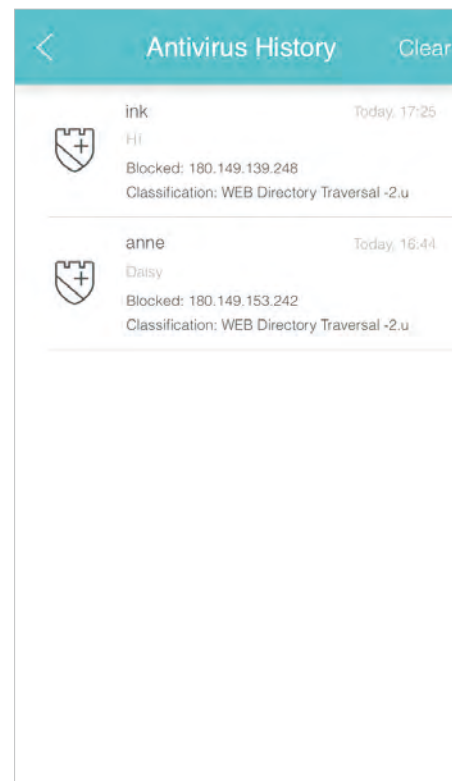 Antivirus History Clear
ink Today, 17:25
HI
Blocked: 180.149.139.248
Classification: WEB Directory Traversal -2.u
anne Today, 16:44
Daisy
Blocked: 180.149.153.242
Classification: WEB Directory Traversal -2.u